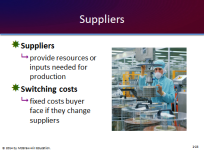 Suppliers
Suppliers
provide resources or
inputs needed for
production
Switching costs
fixed costs buyer
face if they change
suppliers